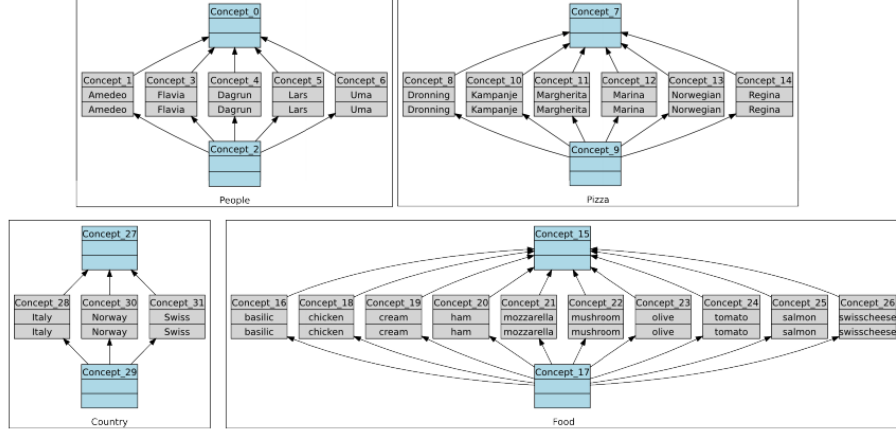 Concept_0
Concept_1 Concept_3 Concept_4 Concept_5 Concept_6
Amedeo Flavia Dagrun Lars Uma
Amedeo Flavia Dagrun Lars Uma
Concept_2
People
Concept_7
Concept_8 Concept_10 Concept_11 Concept_12 Concept_13 Concept_14
Dronning Kampanje Margherita Marina Norwegian Regina
Dronning Kampanje Margherita Marina Norwegian Regina
Concept_9
Pizza
Concept_27
Concept_28 Concept_30 Concept_31
Italy Norway Swiss
Italy Norway Swiss
Concept_29
Country
Concept_15
Concept_16 Concept_18 Concept_19 Concept_20 Concept_21 Concept_22 Concept_23 Concept_24 Concept_25 Concept_26
basilic chicken cream ham mozzarella mushroom olive tomato salmon swisscheese
basilic chicken cream ham mozzarella mushroom olive tomato salmon swisscheese
Concept_17
Food